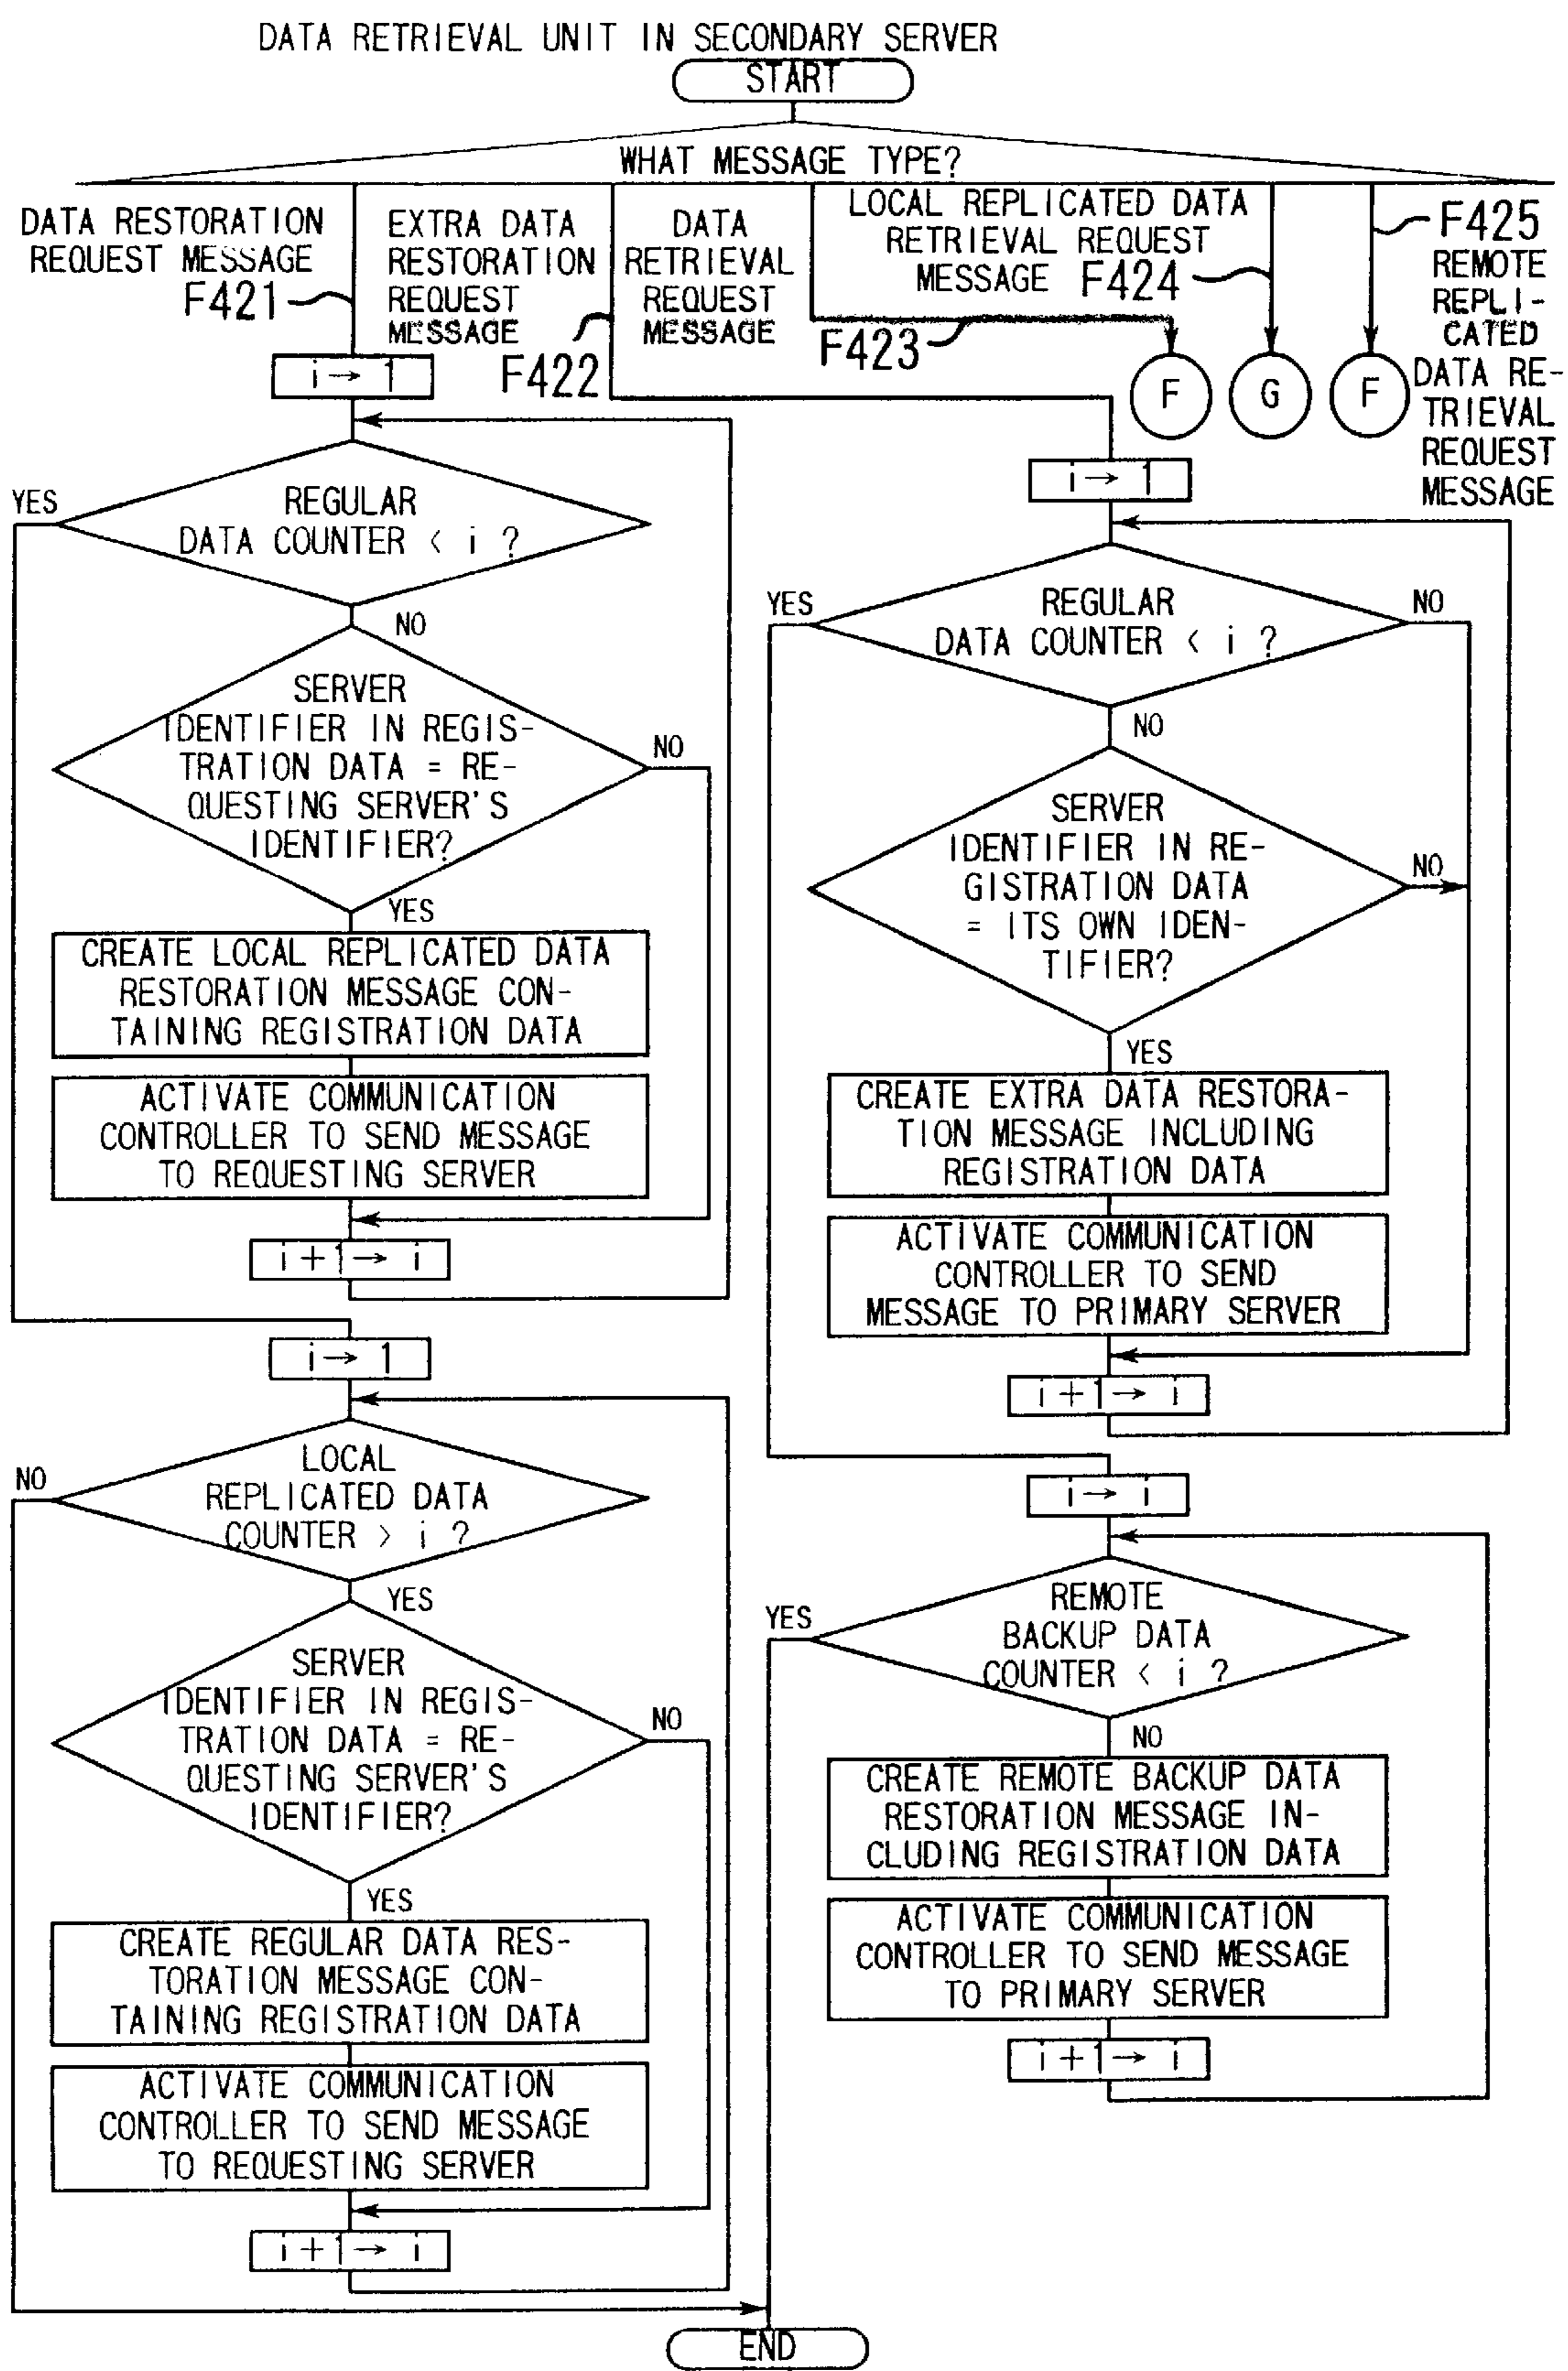 DATA RETRIEVAL UNIT IN SECONDARY SERVER
START
WHAT MESSAGE TYPE?
DATA RESTORATION
REQUEST MESSAGE
F421
EXTRA DATA
RESTORATION
REQUEST
MESSAGE
F422
DATA
RETRIEVAL
REQUEST
MESSAGE
F423
LOCAL REPLICATED DATA
RETRIEVAL REQUEST
MESSAGE
F424
F425
REMOTE
REPLI-
CATED
DATA RE-
TRIEVAL
REQUEST
MESSAGE
F
G
F
i → 1
REGULAR
DATA COUNTER < i ?
YES
NO
SERVER
IDENTIFIER IN REGIS-
TRATION DATA = RE-
QUESTING SERVER'S
IDENTIFIER?
NO
YES
CREATE LOCAL REPLICATED DATA
RESTORATION MESSAGE CON-
TAINING REGISTRATION DATA
ACTIVATE COMMUNICATION
CONTROLLER TO SEND MESSAGE
TO REQUESTING SERVER
i + 1 → i
i → 1
LOCAL
REPLICATED DATA
COUNTER > i ?
NO
YES
SERVER
IDENTIFIER IN REGIS-
TRATION DATA = RE-
QUESTING SERVER'S
IDENTIFIER?
NO
YES
CREATE REGULAR DATA RES-
TORATION MESSAGE CON-
TAINING REGISTRATION DATA
ACTIVATE COMMUNICATION
CONTROLLER TO SEND MESSAGE
TO REQUESTING SERVER
i + 1 → i
i → 1
REGULAR
DATA COUNTER < i ?
YES
NO
NO
SERVER
IDENTIFIER IN RE-
GISTRATION DATA
= ITS OWN IDEN-
TIFIER?
NO
YES
CREATE EXTRA DATA RESTORA-
TION MESSAGE INCLUDING
REGISTRATION DATA
ACTIVATE COMMUNICATION
CONTROLLER TO SEND
MESSAGE TO PRIMARY SERVER
i + 1 → i
i → i
REMOTE
BACKUP DATA
COUNTER < i ?
YES
NO
CREATE REMOTE BACKUP DATA
RESTORATION MESSAGE IN-
CLUDING REGISTRATION DATA
ACTIVATE COMMUNICATION
CONTROLLER TO SEND MESSAGE
TO PRIMARY SERVER
i + 1 → i
END